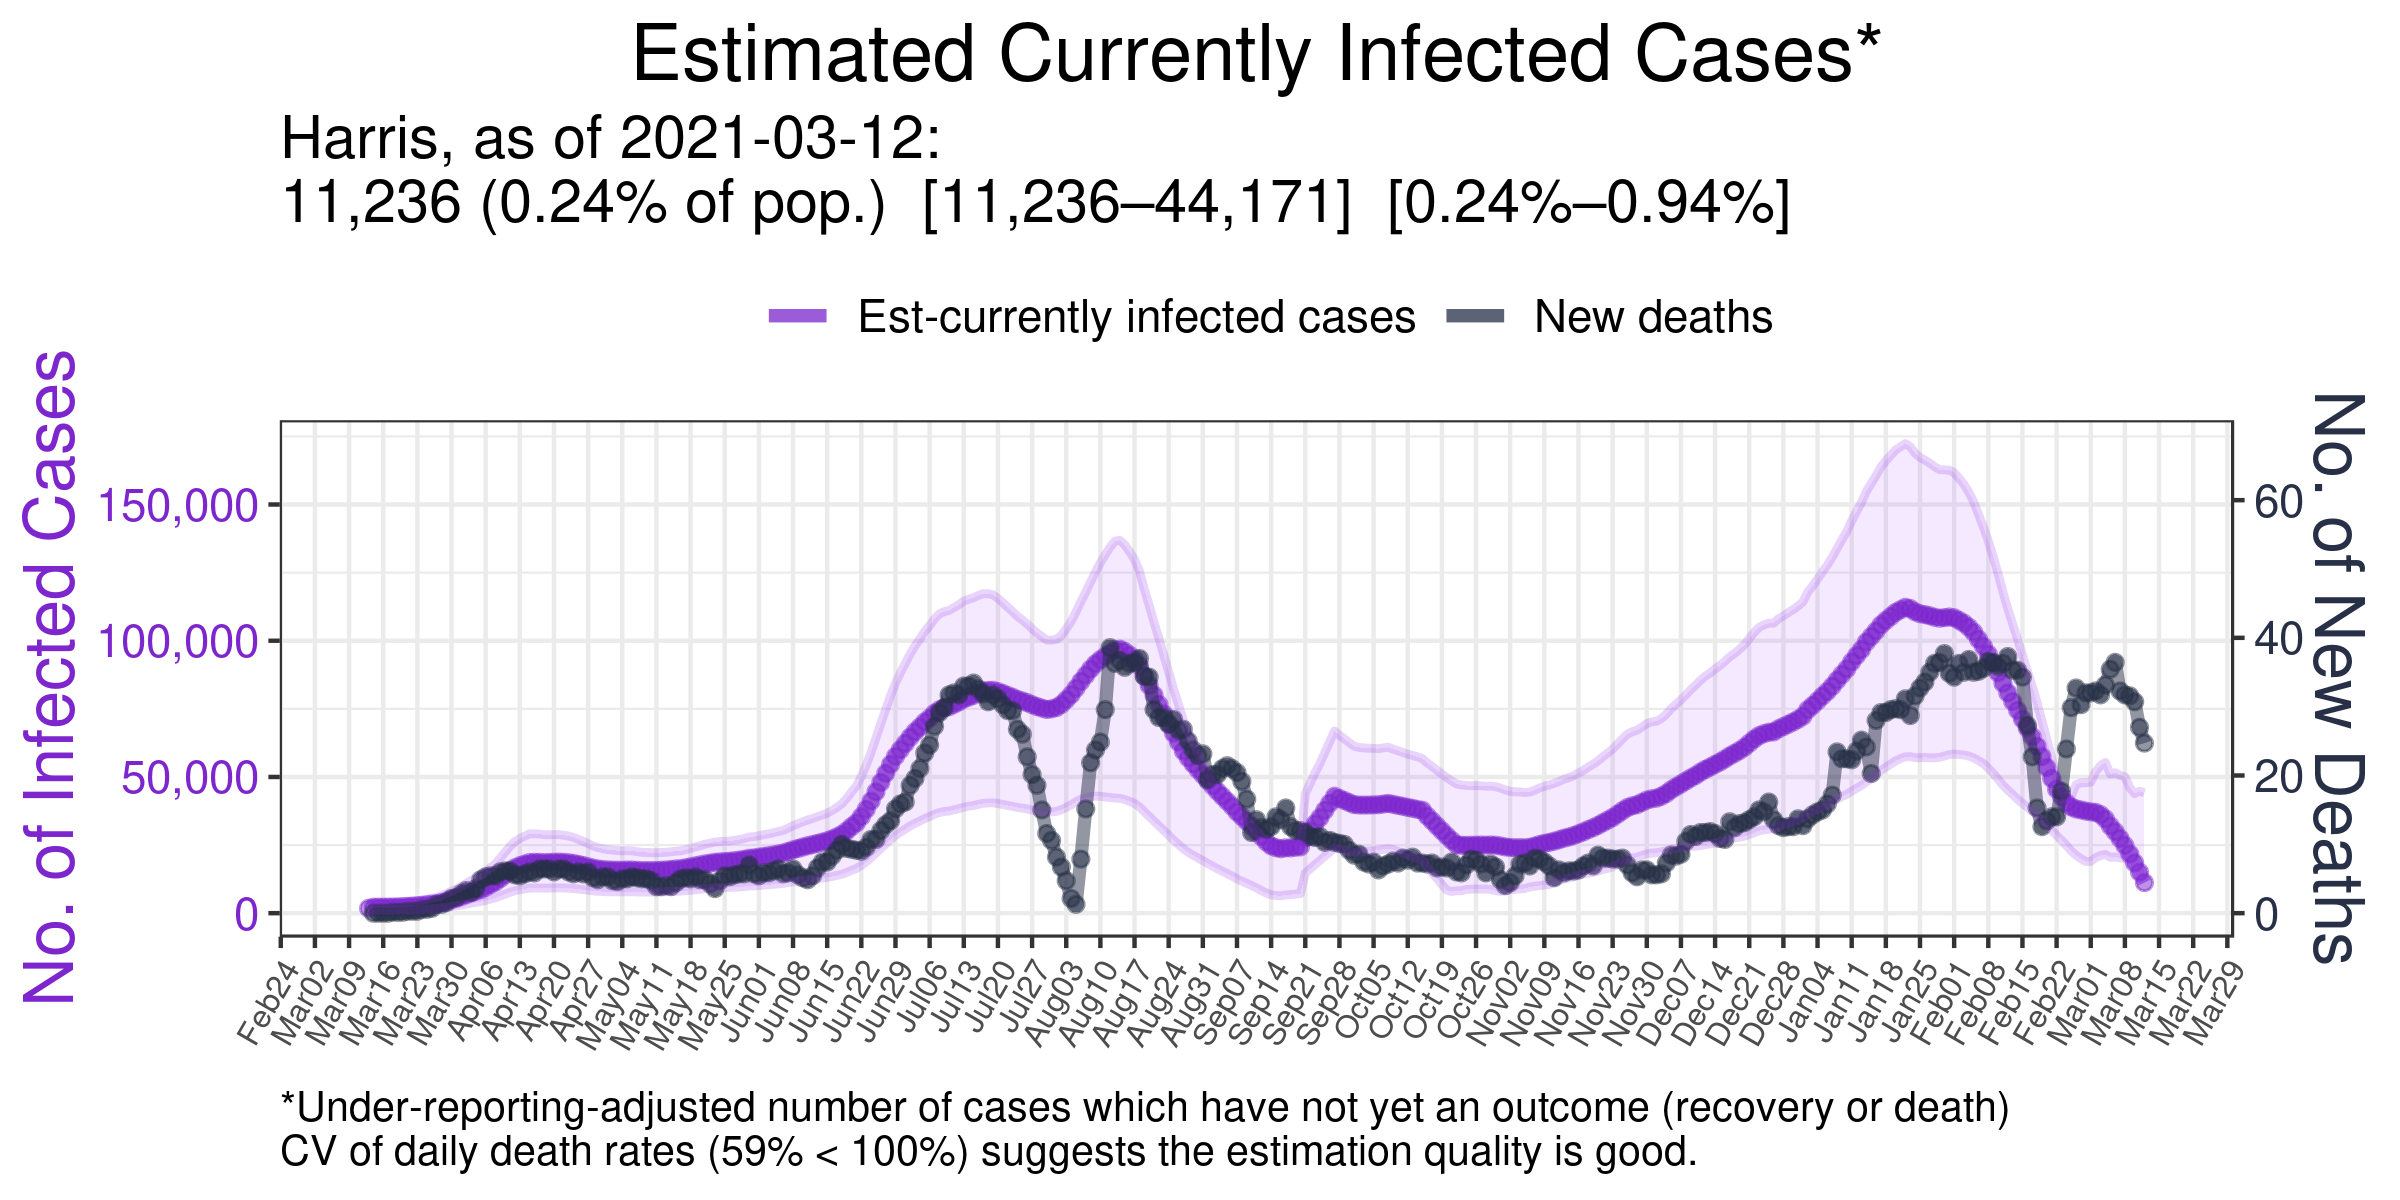 Estimated Currently Infected Cases*
Harris, as of 2021-03-12:
11,236 (0.24% of pop.) [11,236–44,171] [0.24%–0.94%]
Est-currently infected cases New deaths
No. of Infected Cases
150,000
100,000
50,000
0
60
40
20
0
No. of New Deaths
Feb24 Mar02 Mar09 Mar16 Mar23 Mar30 Apr06 Apr13 Apr20 Apr27 May04 May11 May18 May25 Jun01 Jun08 Jun15 Jun22 Jun29 Jul06 Jul13 Jul20 Jul27 Aug03 Aug10 Aug17 Aug24 Aug31 Sep07 Sep14 Sep21 Sep28 Oct05 Oct12 Oct19 Oct26 Nov02 Nov09 Nov16 Nov23 Nov30 Dec07 Dec14 Dec21 Dec28 Jan04 Jan11 Jan18 Jan25 Feb01 Feb08 Feb15 Feb22 Mar01 Mar08 Mar15 Mar22 Mar29
*Under-reporting-adjusted number of cases which have not yet an outcome (recovery or death)
CV of daily death rates (59% < 100%) suggests the estimation quality is good.